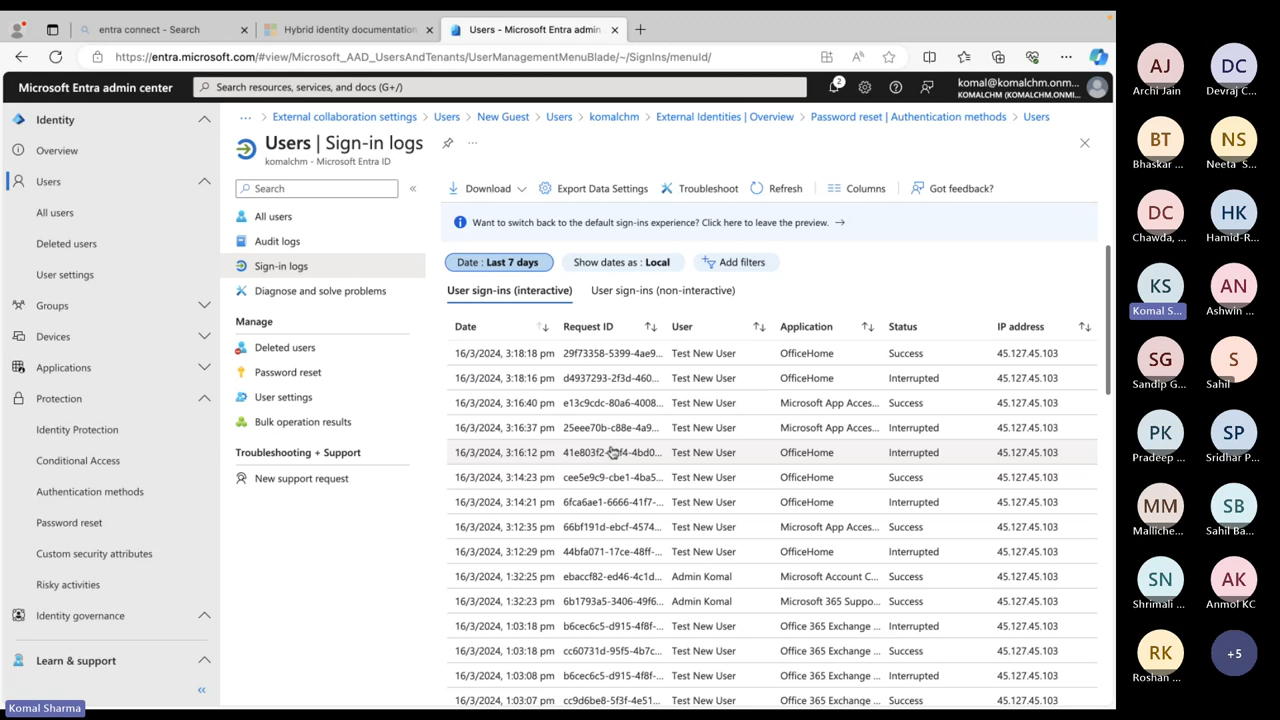 entra connect - Search
Hybrid identity documentation
Users - Microsoft Entra admin
https://entra.microsoft.com/#view/Microsoft_AAD_UsersAndTenants/UserManagementMenuBlade/~/SignIns/menuId/
Microsoft Entra admin center
Search resources, services, and docs (G+/)
2
komal@komalchm.onm...
KOMALCHM (KOMALCHM.ONMI...
Identity
Overview
Users
All users
Deleted users
User settings
Groups
Devices
Applications
Protection
Identity Protection
Conditional Access
Authentication methods
Password reset
Custom security attributes
Risky activities
Identity governance
Learn & support
Komal Sharma
... > External collaboration settings > Users > New Guest > Users > komalchm > External Identities | Overview > Password reset | Authentication methods > Users
Users | Sign-in logs
komalchm - Microsoft Entra ID
Search
All users
Audit logs
Sign-in logs
Diagnose and solve problems
Manage
Deleted users
Password reset
User settings
Bulk operation results
Troubleshooting + Support
New support request
Download Export Data Settings Troubleshoot Refresh Columns Got feedback?
Want to switch back to the default sign-ins experience? Click here to leave the preview. →
Date : Last 7 days Show dates as : Local Add filters
User sign-ins (interactive) User sign-ins (non-interactive)
Date Request ID User Application Status IP address
16/3/2024, 3:18:18 pm 29f73358-5399-4ae9... Test New User OfficeHome Success 45.127.45.103
16/3/2024, 3:18:16 pm d4937293-2f3d-460... Test New User OfficeHome Interrupted 45.127.45.103
16/3/2024, 3:16:40 pm e13c9cdc-80a6-4008... Test New User Microsoft App Acces... Success 45.127.45.103
16/3/2024, 3:16:37 pm 25eee70b-c88e-4a9... Test New User Microsoft App Acces... Interrupted 45.127.45.103
16/3/2024, 3:16:12 pm Test New User OfficeHome Interrupted 45.127.45.103
16/3/2024, 3:14:23 pm cee5e9c9-cbe1-4ba5... Test New User OfficeHome Success 45.127.45.103
16/3/2024, 3:14:21 pm 6fca6ae1-6666-41f7-... Test New User OfficeHome Interrupted 45.127.45.103
16/3/2024, 3:12:35 pm 66bf191d-ebcf-4574... Test New User Microsoft App Acces... Success 45.127.45.103
16/3/2024, 3:12:29 pm 44bfa071-17ce-48ff-... Test New User OfficeHome Interrupted 45.127.45.103
16/3/2024, 1:32:25 pm ebaccf82-ed46-4c1d... Admin Komal Microsoft Account C... Success 45.127.45.103
16/3/2024, 1:32:23 pm 6b1793a5-3406-49f6... Admin Komal Microsoft 365 Suppo... Success 45.127.45.103
16/3/2024, 1:03:18 pm b6cec6c5-d915-4f8f-... Test New User Office 365 Exchange ... Interrupted 45.127.45.103
16/3/2024, 1:03:18 pm cc60731d-95f5-4b7c... Test New User Office 365 Exchange ... Success 45.127.45.103
16/3/2024, 1:03:08 pm b6cec6c5-d915-4f8f-... Test New User Office 365 Exchange ... Interrupted 45.127.45.103
16/3/2024, 1:03:07 pm cc9d6be8-5f3f-4e51... Test New User Office 365 Exchange ... Success 45.127.45.103
AJ DC
Archi Jain Devraj C...
BT NS
Bhaskar ... Neeta S...
DC HK
Chawda, ... Hamid-R...
KS AN
Komal S... Ashwin ...
SG S
Sandip G... Sahil
PK SP
Pradeep ... Sridhar P...
MM SB
Malliche... Sahil Ba...
SN AK
Shrimali ... Anmol KC
RK +5
Roshan ...